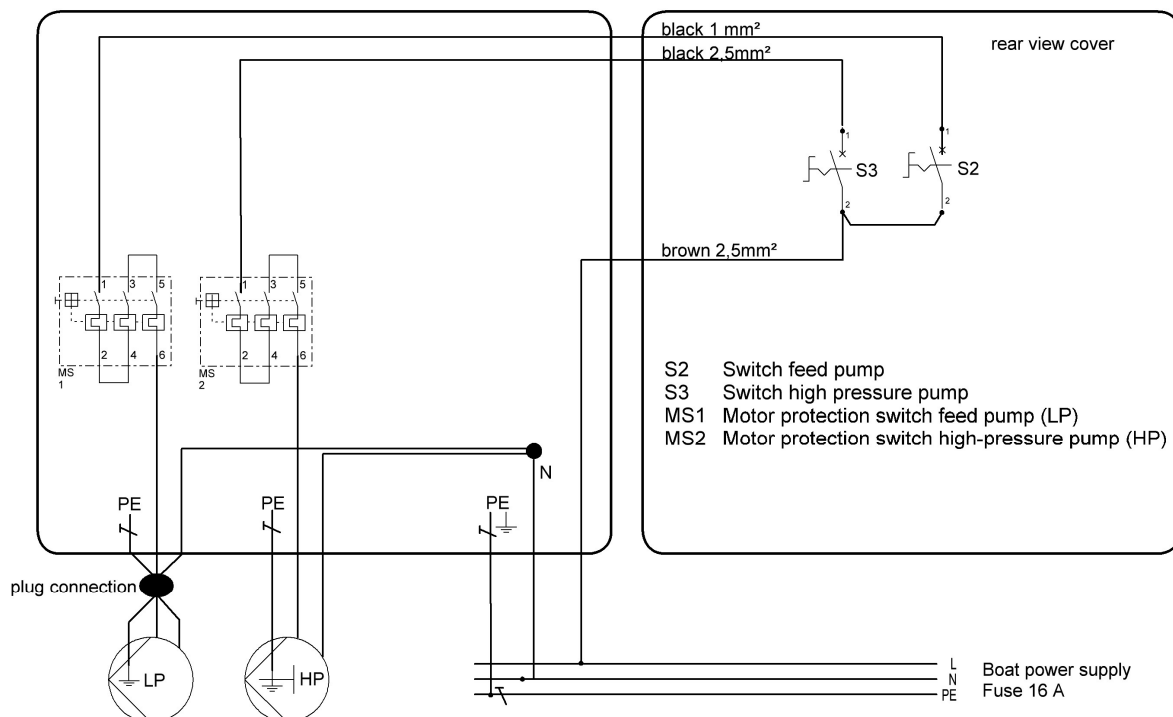 black 1 mm²
black 2,5mm²
rear view cover
1
S3
2
1
S2
2
brown 2,5mm²
1 3 5
2 4 6
MS
1
1 3 5
2 4 6
MS
2
S2 Switch feed pump
S3 Switch high pressure pump
MS1 Motor protection switch feed pump (LP)
MS2 Motor protection switch high-pressure pump (HP)
N
PE
PE
PE
plug connection
LP
HP
L
N
PE
Boat power supply
Fuse 16 A